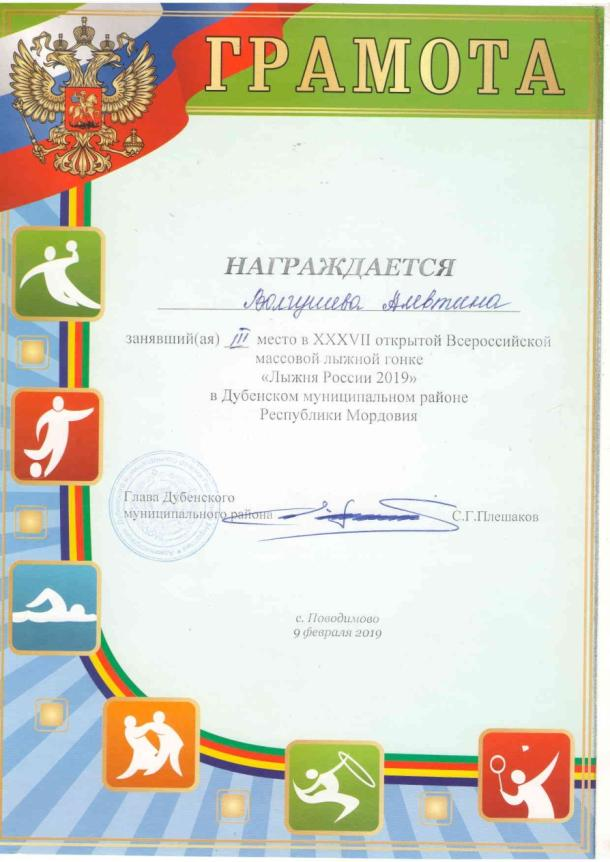 ГРАМОТА
НАГРАЖДАЕТСЯ
Волгушева Алевтина
занявший(ая) III место в XXXVII открытой Всероссийской
массовой лыжной гонке
«Лыжня России 2019»
в Дубенском муниципальном районе
Республики Мордовия
Глава Дубенского
муниципального района С.Г.Плешаков
с. Поводимово
9 февраля 2019